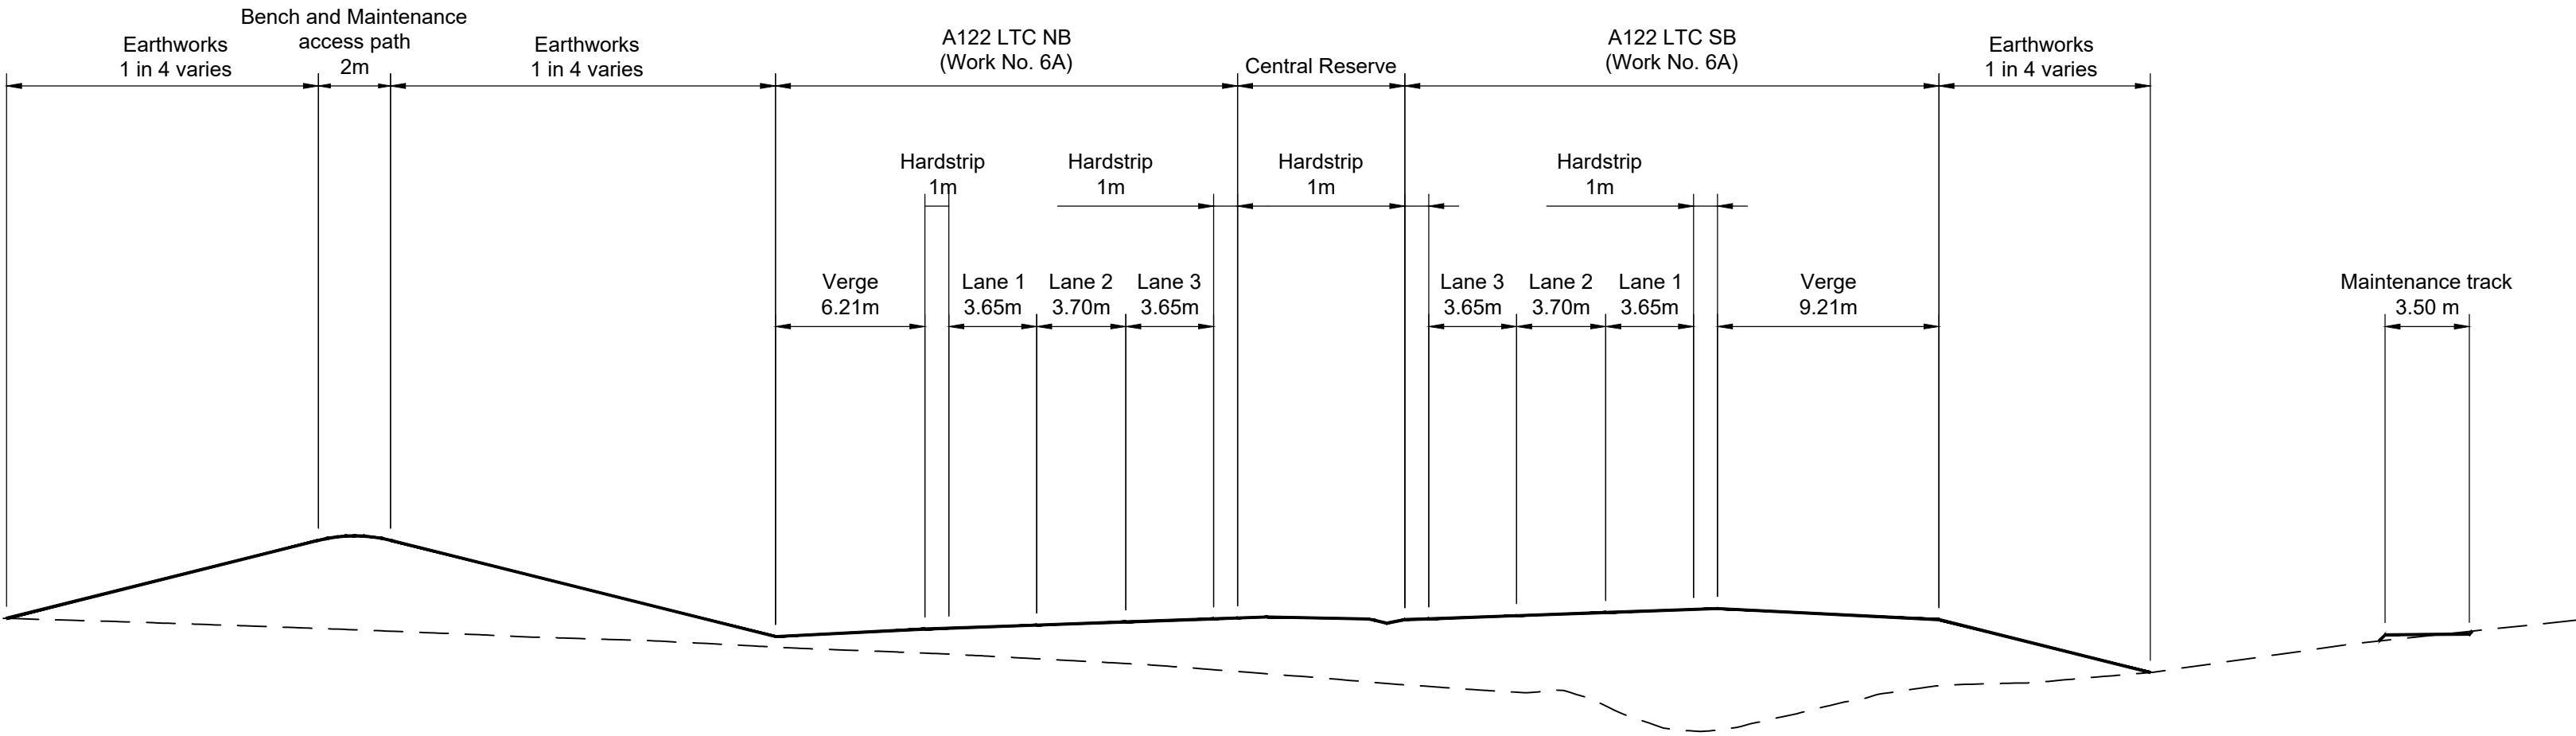 Earthworks
1 in 4 varies
Bench and Maintenance
access path
2m
Earthworks
1 in 4 varies
A122 LTC NB
(Work No. 6A)
Central Reserve
A122 LTC SB
(Work No. 6A)
Earthworks
1 in 4 varies
Hardstrip
1m
Hardstrip
1m
Hardstrip
1m
Hardstrip
1m
Verge
6.21m
Lane 1
3.65m
Lane 2
3.70m
Lane 3
3.65m
Lane 3
3.65m
Lane 2
3.70m
Lane 1
3.65m
Verge
9.21m
Maintenance track
3.50 m